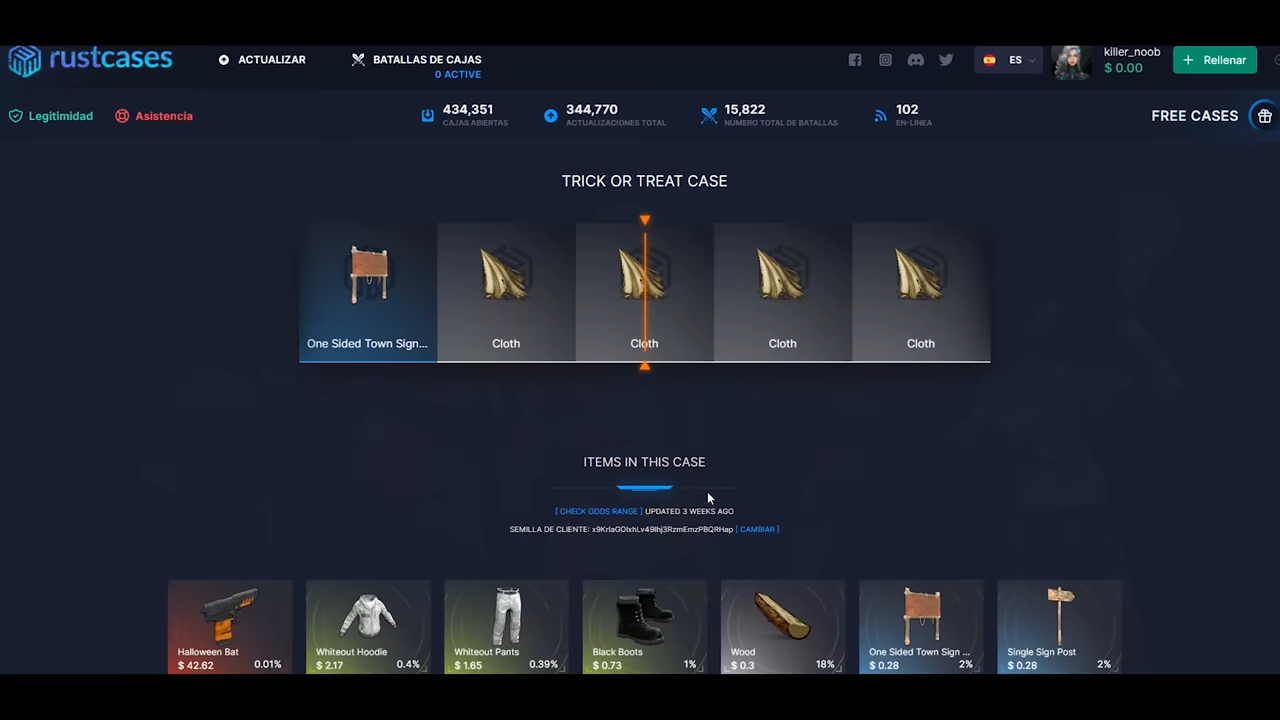 rustcases
ACTUALIZAR
BATALLAS DE CAJAS
0 ACTIVE
ES
killer_noob
$ 0.00
+ Rellenar
Legitimidad
Asistencia
434,351
CAJAS ABIERTAS
344,770
ACTUALIZACIONES TOTAL
15,822
NÚMERO TOTAL DE BATALLAS
102
EN-LINEA
FREE CASES
TRICK OR TREAT CASE
One Sided Town Sign...
Cloth
Cloth
Cloth
Cloth
ITEMS IN THIS CASE
[ CHECK ODDS RANGE ] UPDATED 3 WEEKS AGO
SEMILLA DE CLIENTE: [ CAMBIAR ]
Halloween Bat
$ 42.62 0.01%
Whiteout Hoodie
$ 2.17 0.4%
Whiteout Pants
$ 1.65 0.39%
Black Boots
$ 0.73 1%
Wood
$ 0.3 18%
One Sided Town Sign ...
$ 0.28 2%
Single Sign Post
$ 0.28 2%